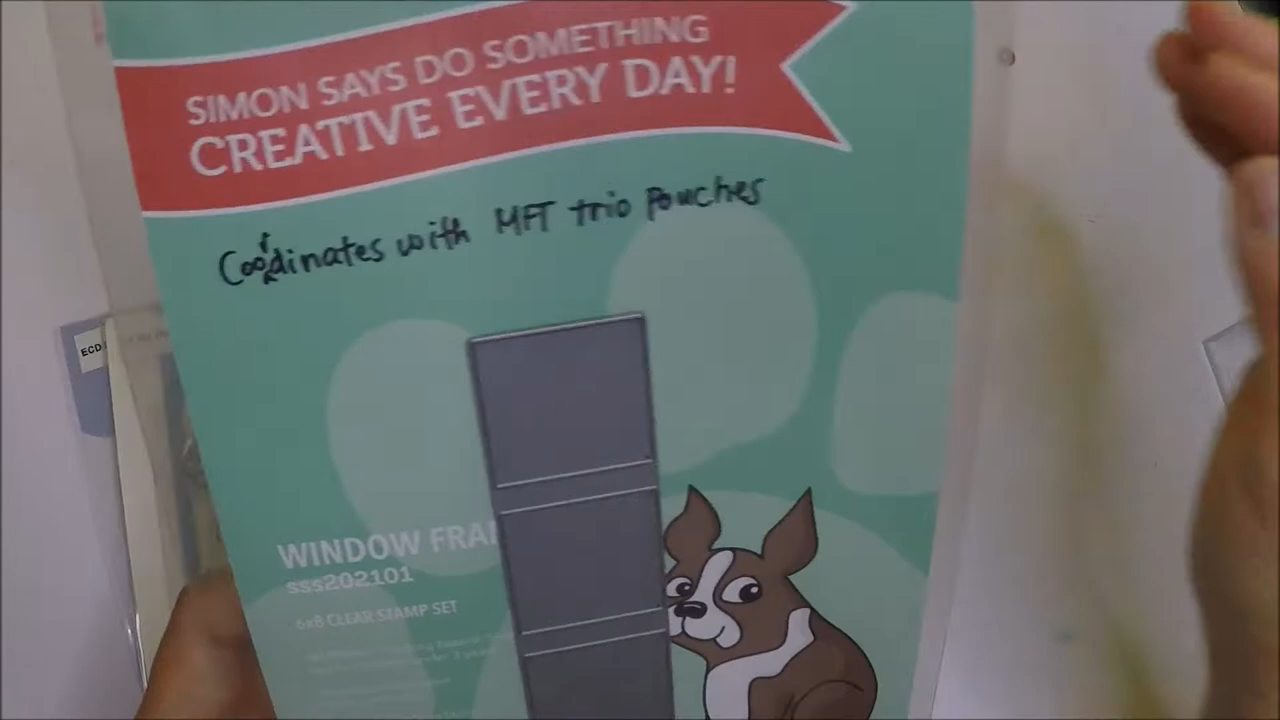 SIMON SAYS DO SOMETHING
CREATIVE EVERY DAY!
Coordinates with MFT trio Pouches
ECD
WINDOW FRA
sss202101
6x8 CLEAR STAMP SET